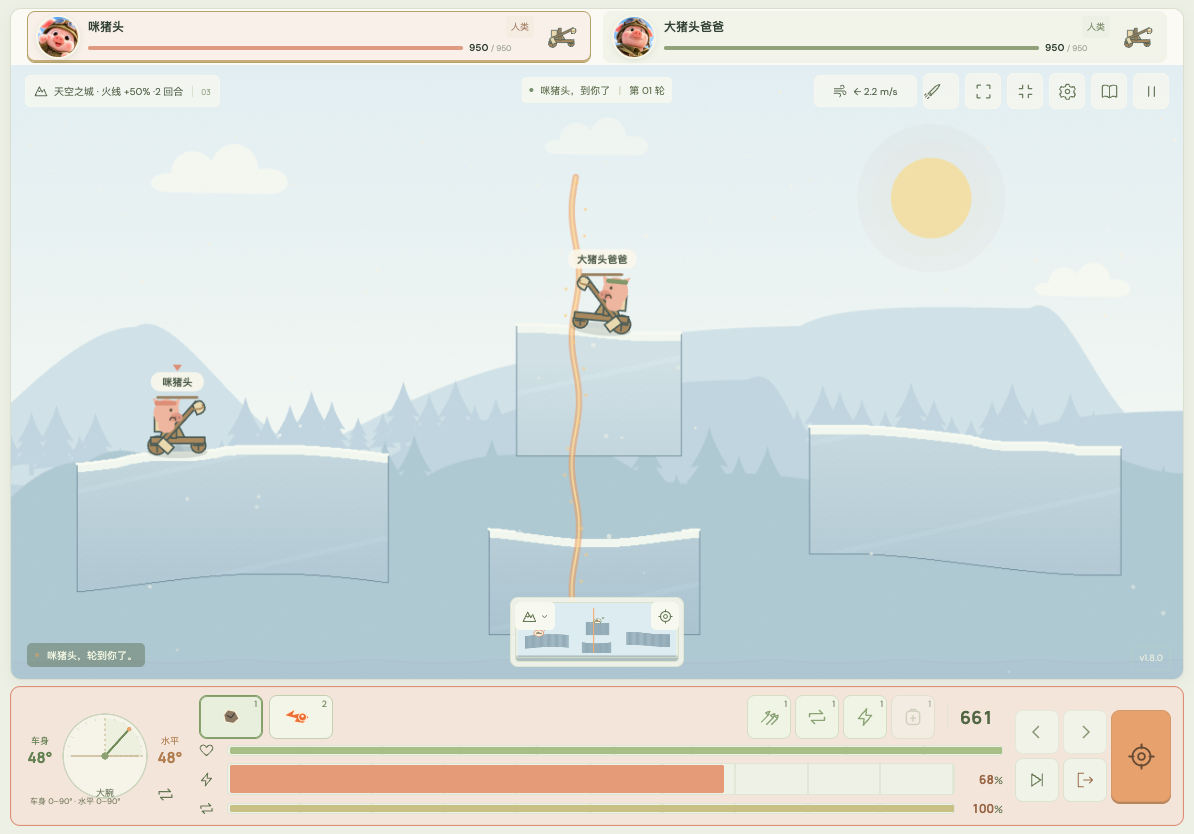 咪猪头
人类
950 / 950
大猪头爸爸
人类
950 / 950
天空之城 · 火线 +50% ·2 回合 03
咪猪头，到你了 第 01 轮
← 2.2 m/s
大猪头爸爸
咪猪头
咪猪头，轮到你了。
v1.8.0
1
2
1
1
1
1
661
车身
48°
水平
48°
大腕
车身 0–90° · 水平 0–90°
68%
100%